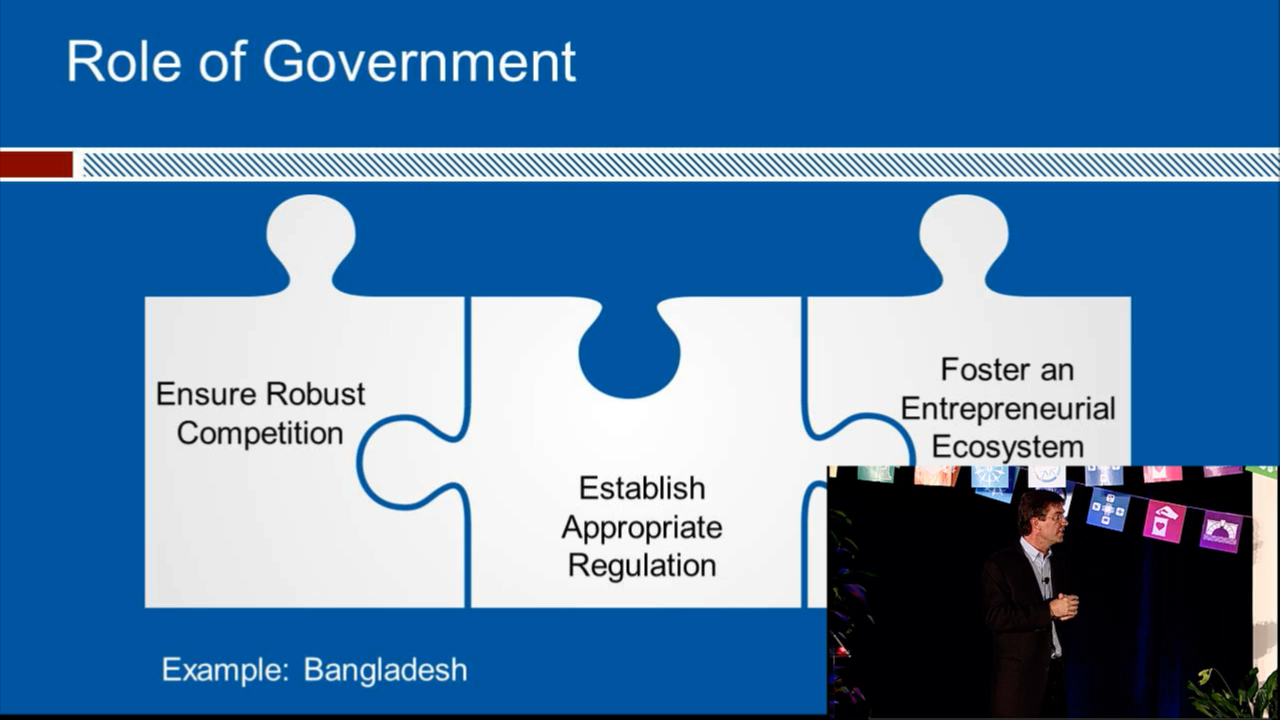 Role of Government
Ensure Robust
Competition
Establish
Appropriate
Regulation
Foster an
Entrepreneurial
Ecosystem
Example: Bangladesh